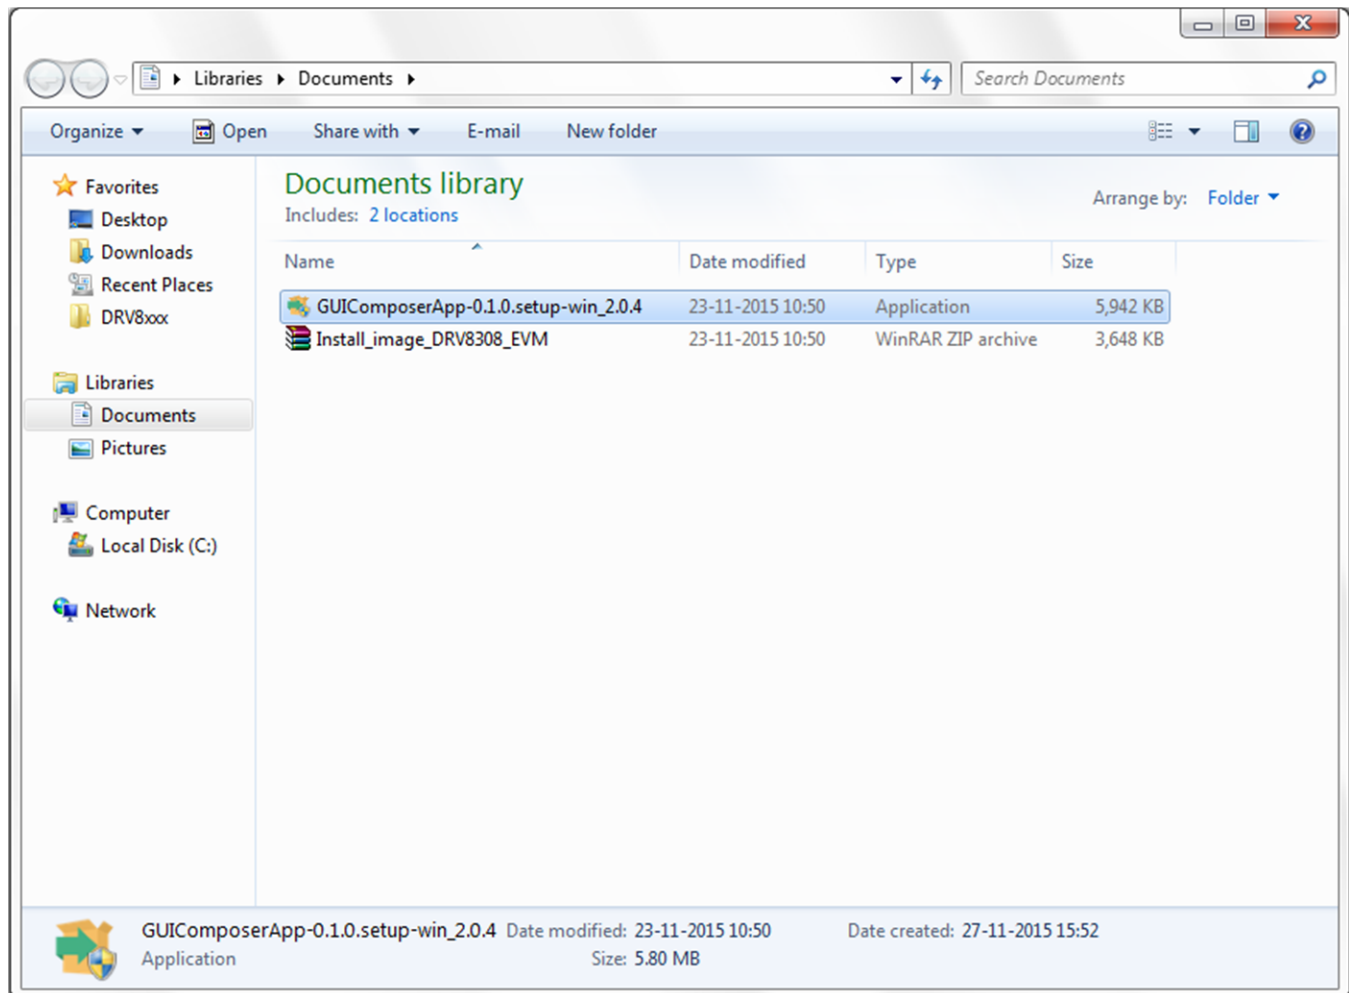 Libraries Documents Search Documents
Organize Open Share with E-mail New folder
Favorites
Desktop
Downloads
Recent Places
DRV8xxx
Libraries
Documents
Pictures
Computer
Local Disk (C:)
Network
Documents library
Includes: 2 locations
Arrange by: Folder
Name Date modified Type Size
GUIComposerApp-0.1.0.setup-win_2.0.4 23-11-2015 10:50 Application 5,942 KB
Install_image_DRV8308_EVM 23-11-2015 10:50 WinRAR ZIP archive 3,648 KB
GUIComposerApp-0.1.0.setup-win_2.0.4 Date modified: 23-11-2015 10:50 Date created: 27-11-2015 15:52
Application Size: 5.80 MB